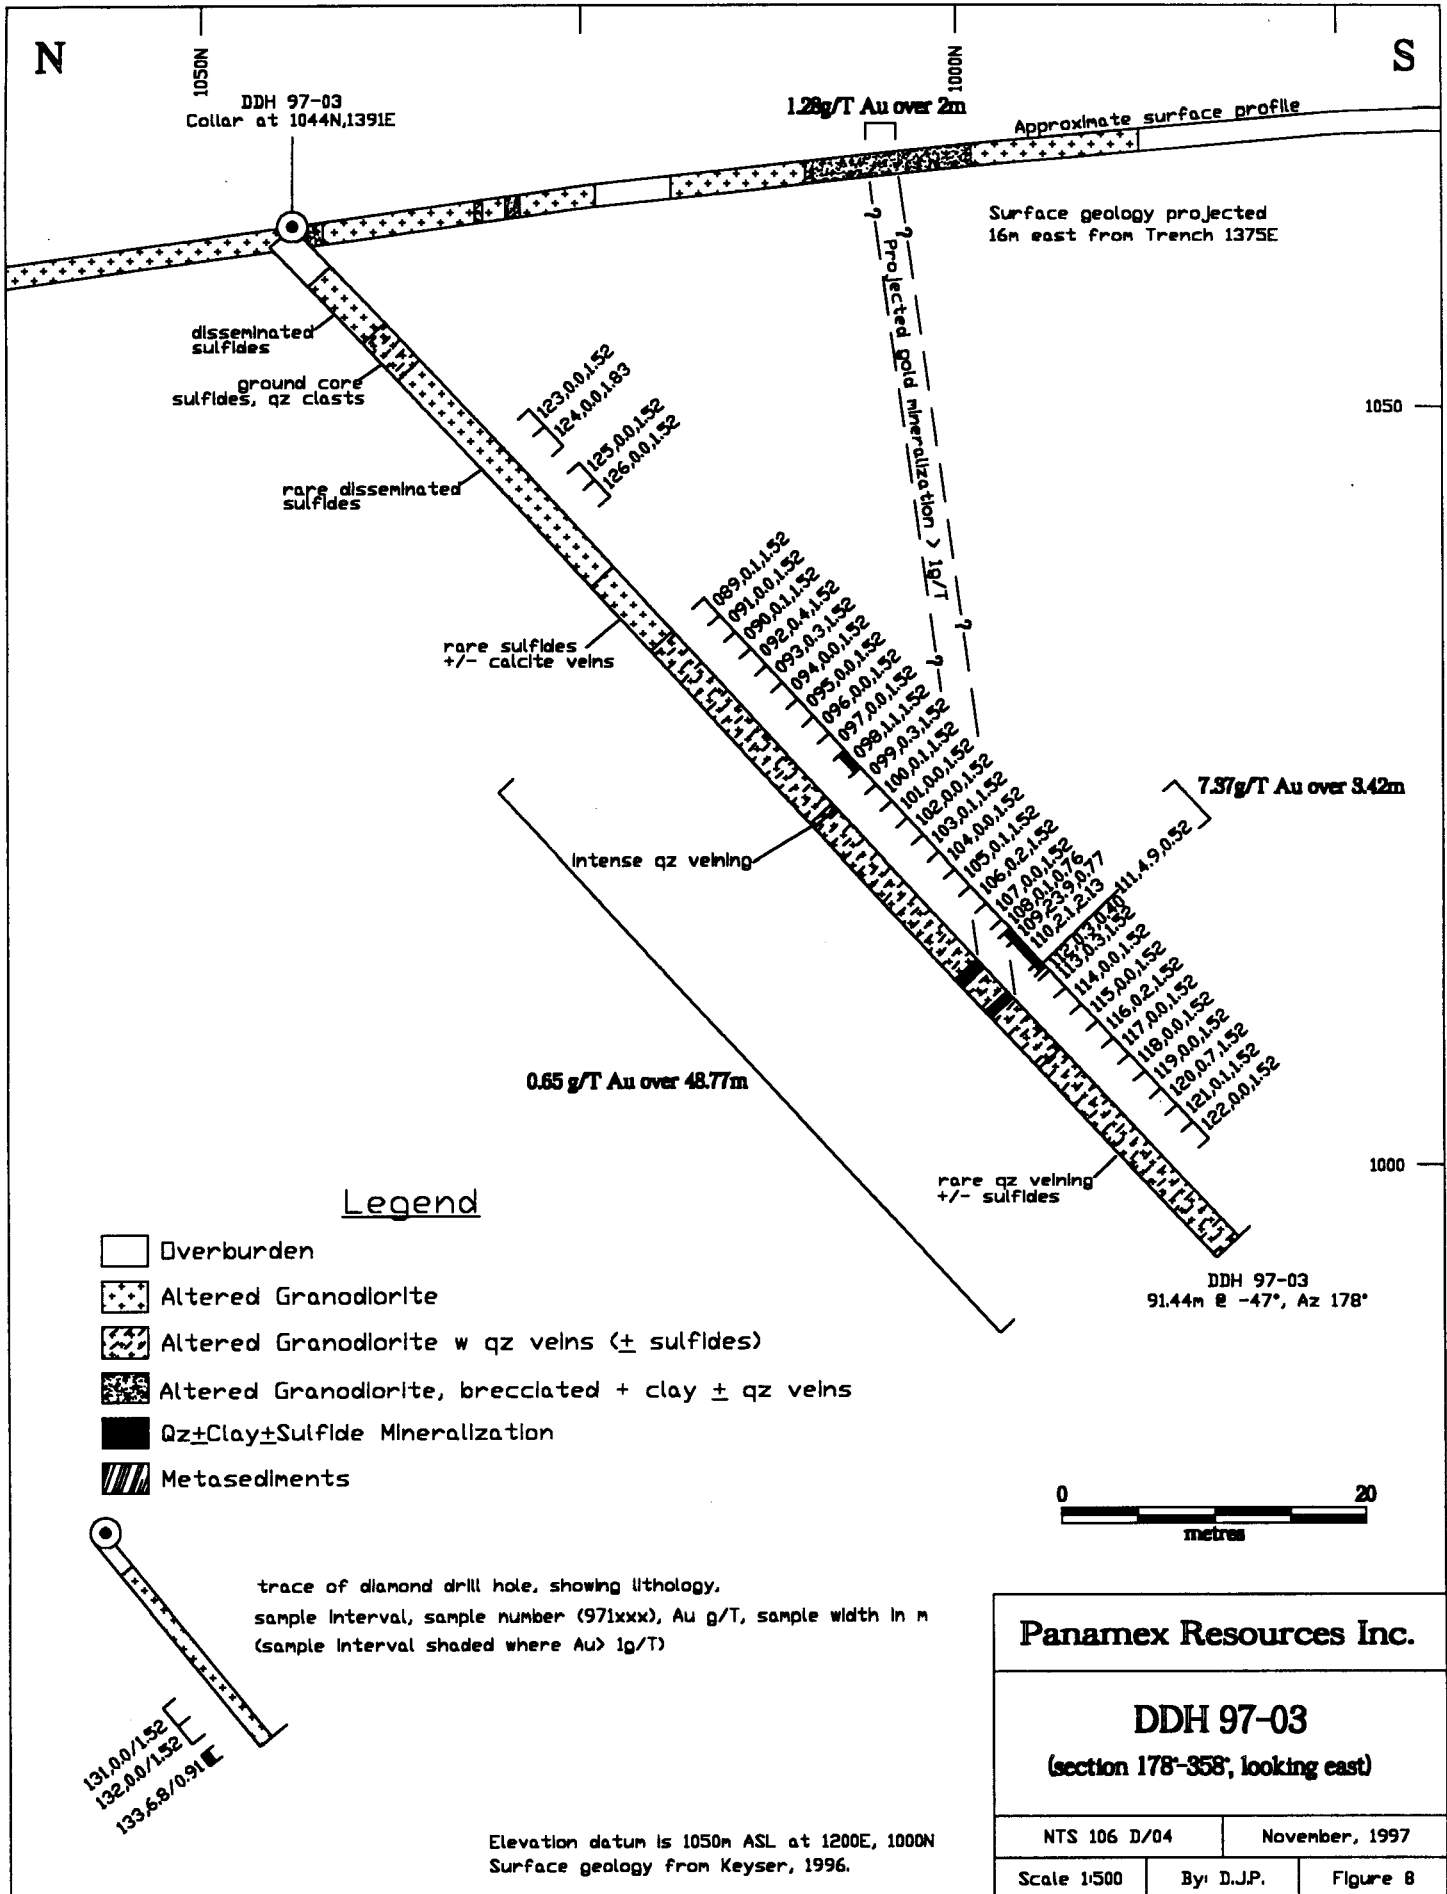 N
1050N
1000N
S
DDH 97-03
Collar at 1044N,1391E
1.28g/T Au over 2m
Approximate surface profile
Surface geology projected
16m east from Trench 1375E
?
?
Projected gold mineralization > 1g/T
?
?
disseminated
sulfides
ground core
sulfides, qz clasts
rare disseminated
sulfides
rare sulfides
+/- calcite veins
intense qz veining
rare qz veining
+/- sulfides
1050
1000
123,0.0,1.52
124,0.0,1.83
125,0.0,1.52
126,0.0,1.52
089,0.1,1.52
091,0.0,1.52
090,0.1,1.52
092,0.4,1.52
093,0.3,1.52
094,0.0,1.52
095,0.0,1.52
096,0.0,1.52
097,0.0,1.52
098,1.1,1.52
099,0.3,1.52
100,0.1,1.52
101,0.0,1.52
102,0.0,1.52
103,0.1,1.52
104,0.0,1.52
105,0.1,1.52
106,0.2,1.52
107,0.0,1.52
108,0.1,0.76
109,23.9,0.77
110,2.1,2.13
111,4.9,0.52
112,0.3,0.40
113,0.3,1.52
114,0.0,1.52
115,0.0,1.52
116,0.2,1.52
117,0.0,1.52
118,0.0,1.52
119,0.0,1.52
120,0.7,1.52
121,0.1,1.52
122,0.0,1.52
7.37g/T Au over 3.42m
0.65 g/T Au over 48.77m
DDH 97-03
91.44m @ -47°, Az 178°
Legend
Overburden
Altered Granodiorite
Altered Granodiorite w qz veins (± sulfides)
Altered Granodiorite, brecciated + clay ± qz veins
Qz±Clay±Sulfide Mineralization
Metasediments
0 20
metres
trace of diamond drill hole, showing lithology,
sample interval, sample number (971xxx), Au g/T, sample width in m
(sample interval shaded where Au> 1g/T)
131,0.0/1.52
132,0.0/1.52
133,6.8/0.91
Elevation datum is 1050m ASL at 1200E, 1000N
Surface geology from Keyser, 1996.
Panamex Resources Inc.
DDH 97-03
(section 178°-358°, looking east)
NTS 106 D/04
November, 1997
Scale 1:500
By: D.J.P.
Figure 8